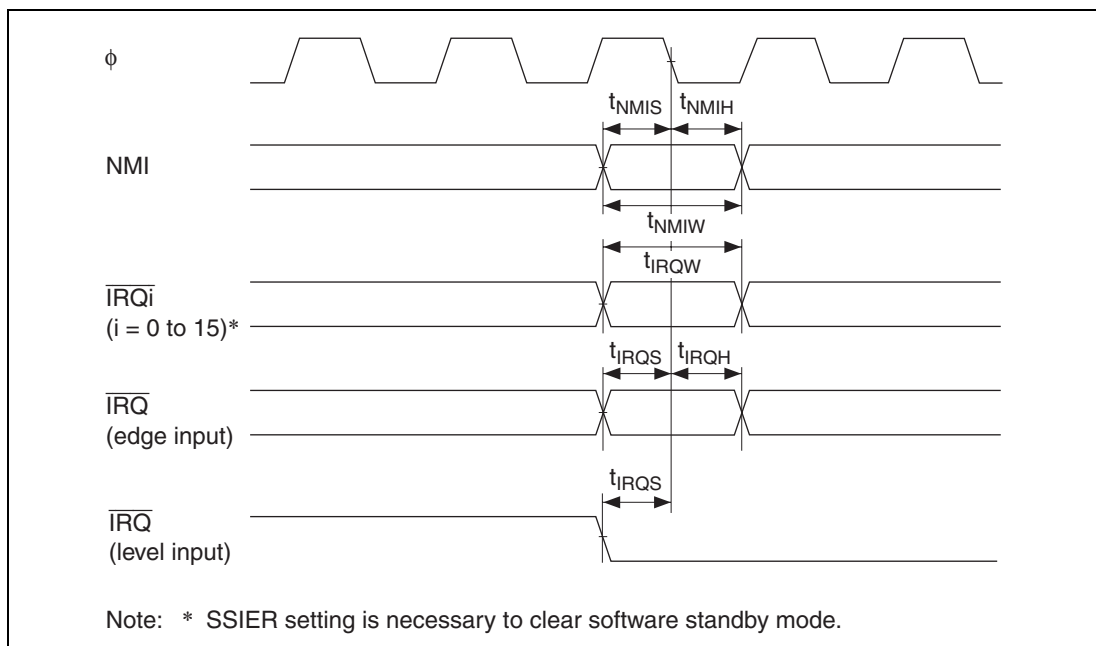 ϕ
tNMIS tNMIH
NMI
tNMIW
tIRQW
IRQi
(i = 0 to 15)*
tIRQS tIRQH
IRQ
(edge input)
tIRQS
IRQ
(level input)
Note: * SSIER setting is necessary to clear software standby mode.